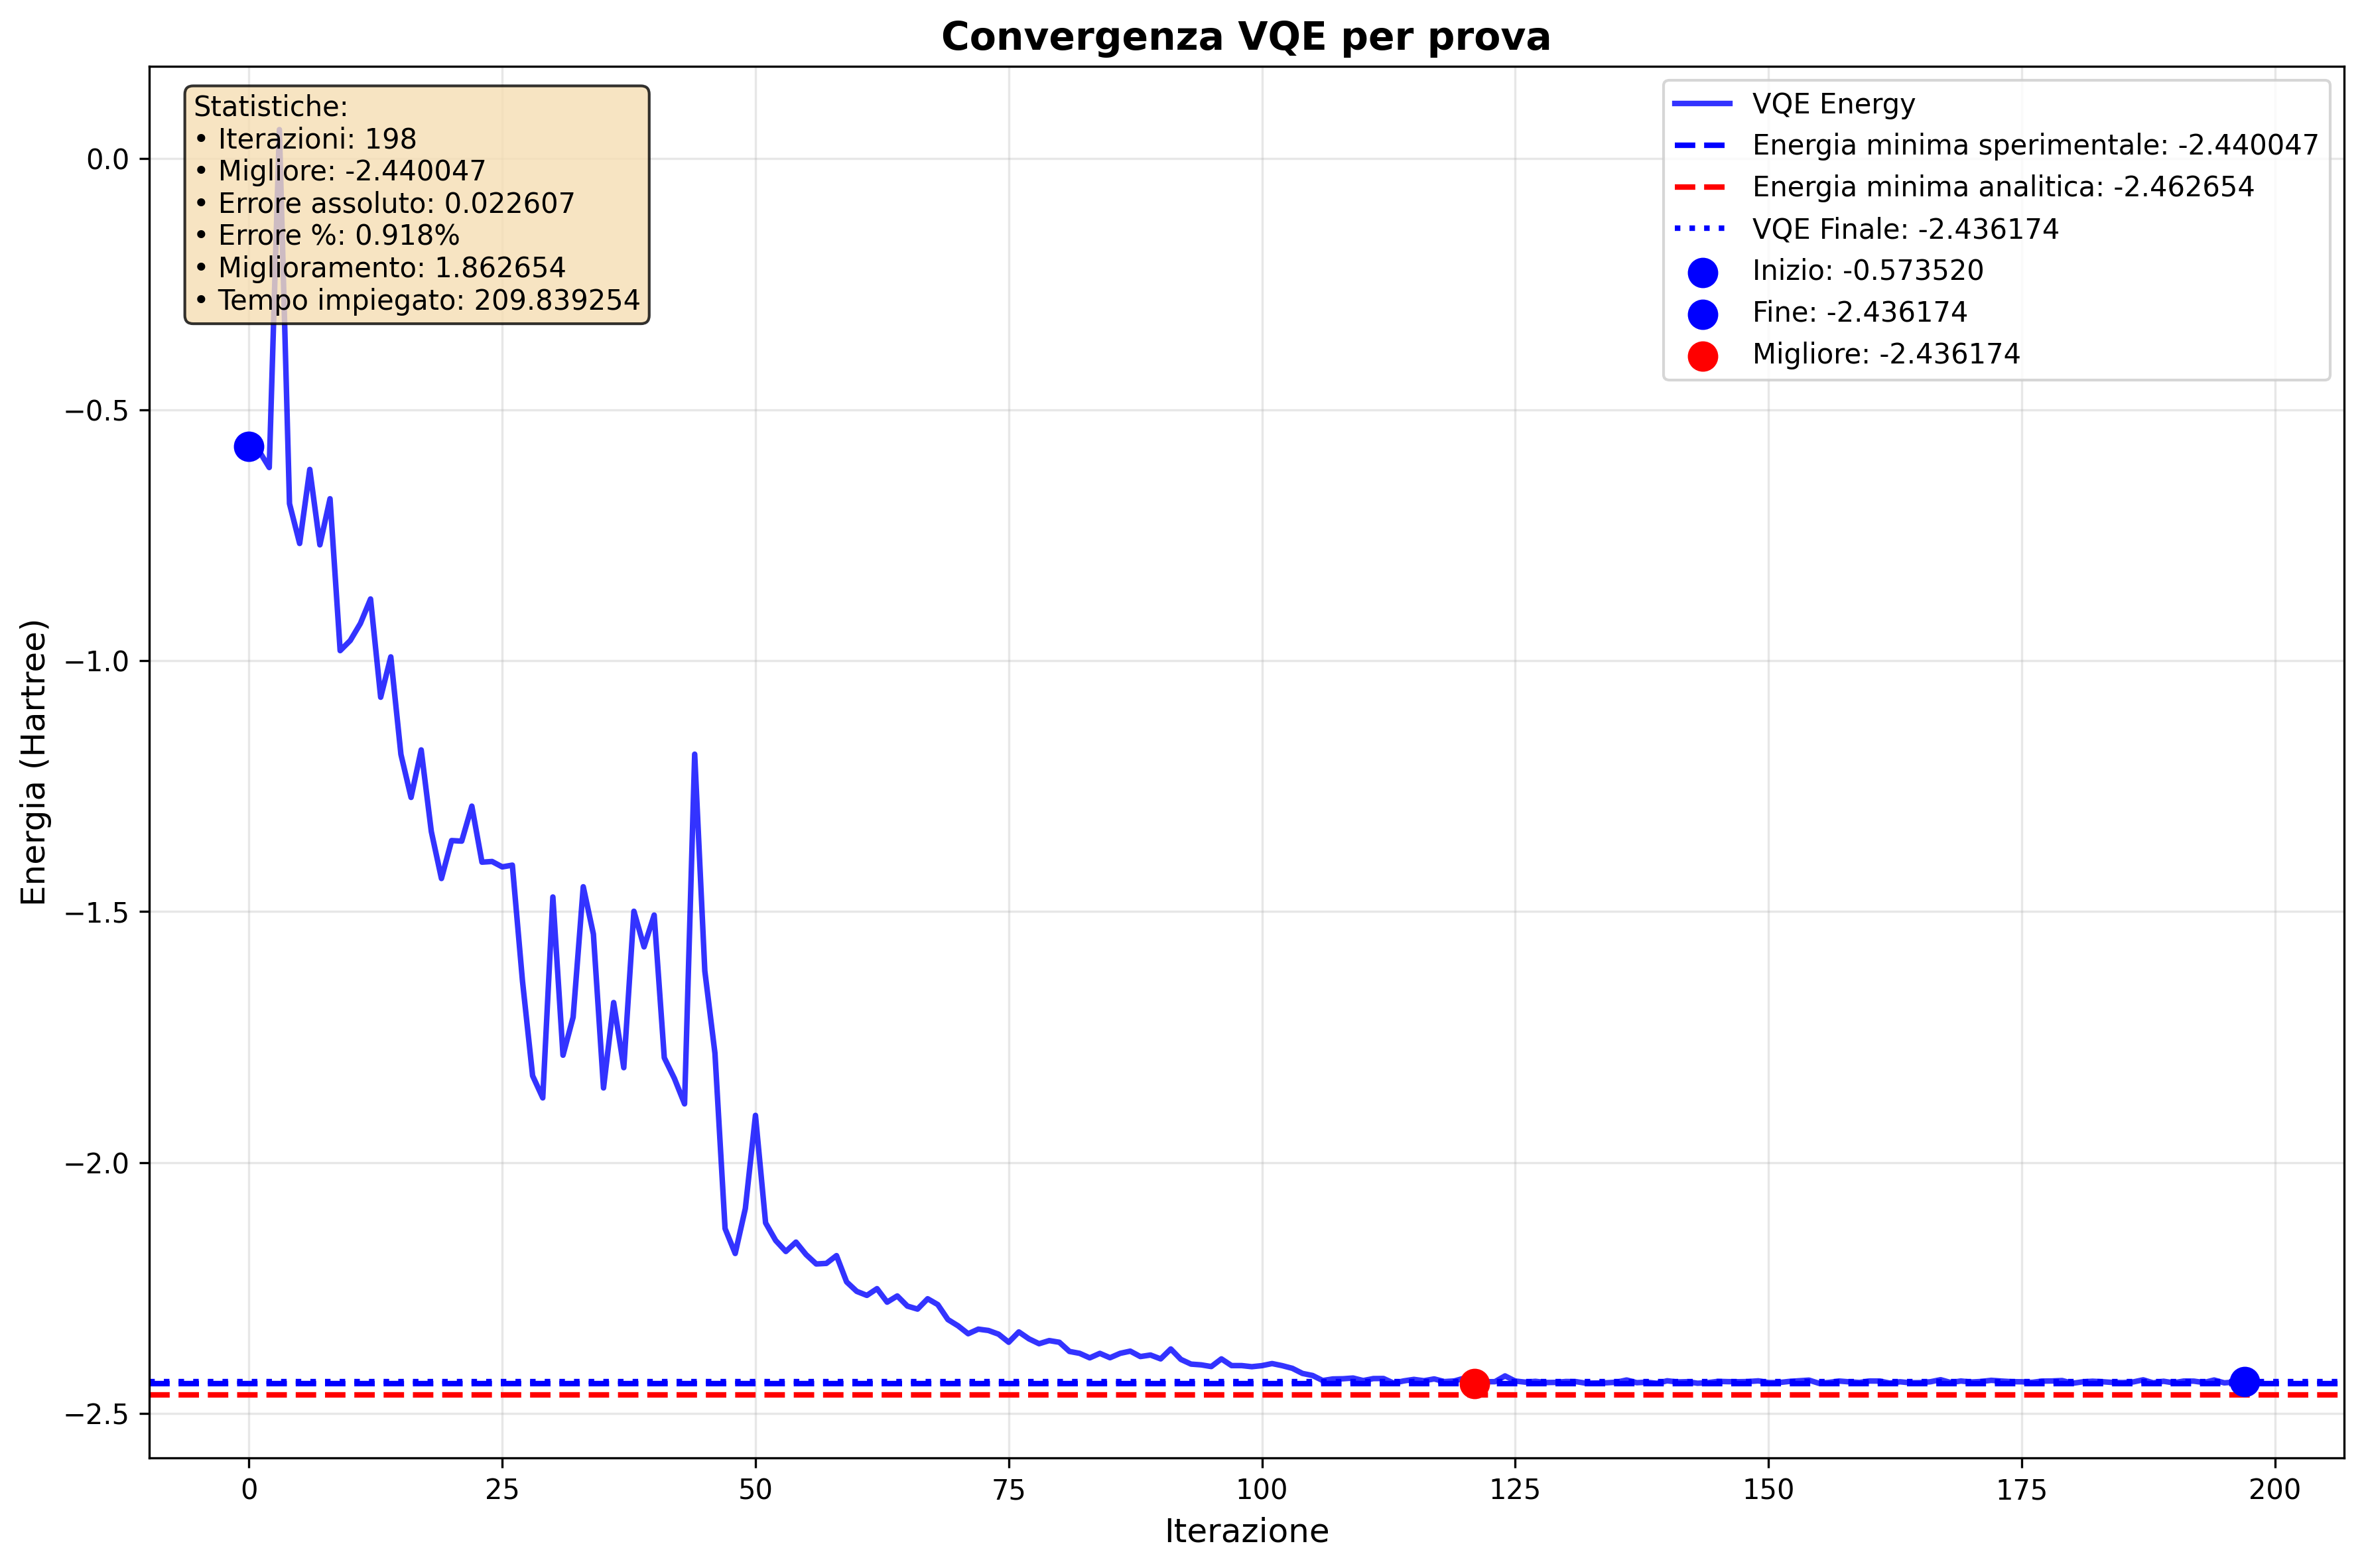 Convergenza VQE per prova
Statistiche:
• Iterazioni: 198
• Migliore: -2.440047
• Errore assoluto: 0.022607
• Errore %: 0.918%
• Miglioramento: 1.862654
• Tempo impiegato: 209.839254
VQE Energy
Energia minima sperimentale: -2.440047
Energia minima analitica: -2.462654
VQE Finale: -2.436174
Inizio: -0.573520
Fine: -2.436174
Migliore: -2.436174
Energia (Hartree)
0.0
−0.5
−1.0
−1.5
−2.0
−2.5
0 25 50 75 100 125 150 175 200
Iterazione